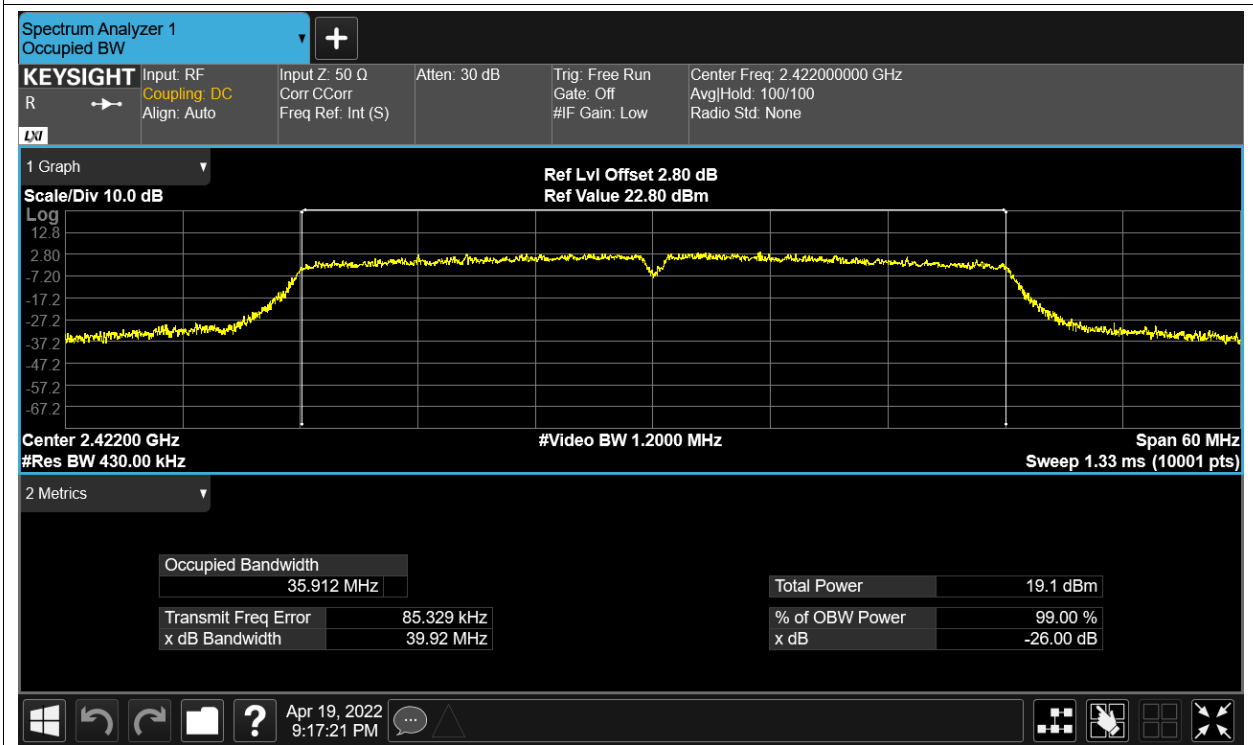 Spectrum Analyzer 1
Occupied BW
KEYSIGHT
R
LXI
Input: RF
Coupling: DC
Align: Auto
Input Z: 50 Ω
Corr CCorr
Freq Ref: Int (S)
Atten: 30 dB
Trig: Free Run
Gate: Off
#IF Gain: Low
Center Freq: 2.422000000 GHz
Avg|Hold: 100/100
Radio Std: None
1 Graph
Scale/Div 10.0 dB
Ref Lvl Offset 2.80 dB
Ref Value 22.80 dBm
Log
12.8
2.80
-7.20
-17.2
-27.2
-37.2
-47.2
-57.2
-67.2
Center 2.42200 GHz
#Video BW 1.2000 MHz
Span 60 MHz
#Res BW 430.00 kHz
Sweep 1.33 ms (10001 pts)
2 Metrics
Occupied Bandwidth
35.912 MHz
Total Power 19.1 dBm
Transmit Freq Error 85.329 kHz
% of OBW Power 99.00 %
x dB Bandwidth 39.92 MHz
x dB -26.00 dB
?
Apr 19, 2022
9:17:21 PM